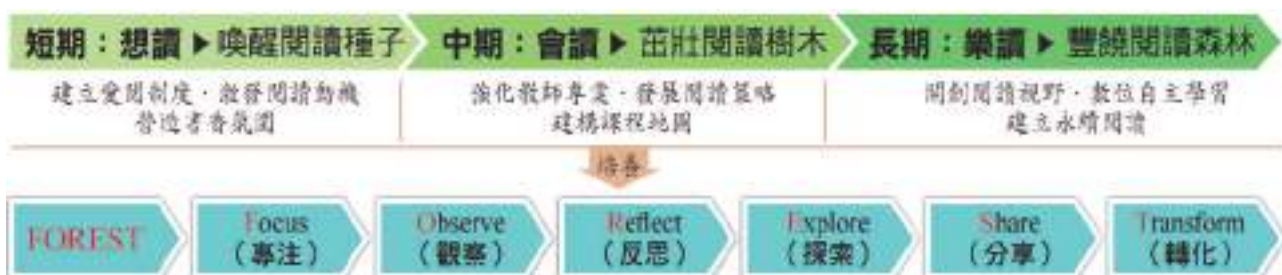 短期：想讀▶喚醒閱讀種子
中期：會讀▶茁壯閱讀樹木
長期：樂讀▶豐饒閱讀森林
建立愛閱制度．啟發閱讀動機
營造書香氛圍
強化教師專業．發展閱讀策略
建構課程地圖
開創閱讀視野．數位自主學習
建立永續閱讀
培養
FOREST
Focus
（專注）
Observe
（觀察）
Reflect
（反思）
Explore
（探索）
Share
（分享）
Transform
（轉化）